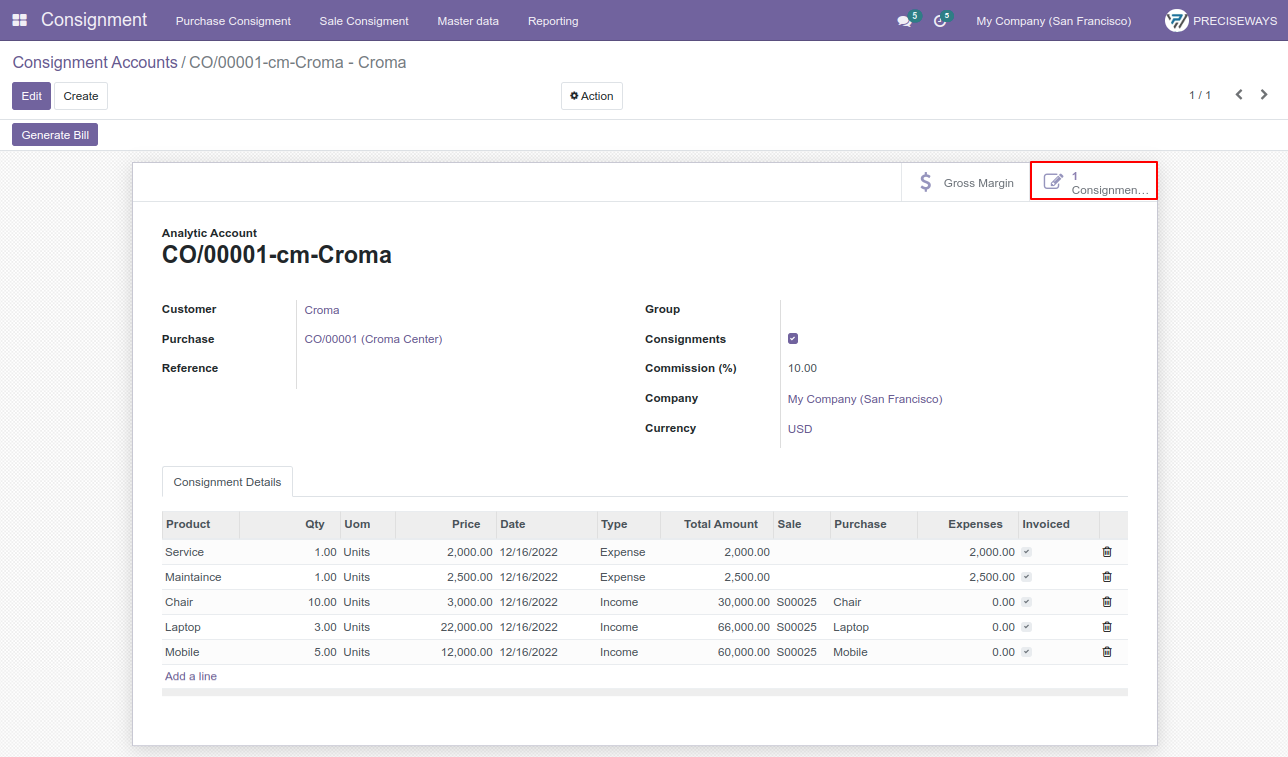 Consignment Purchase Consigment Sale Consigment Master data Reporting 5 5 My Company (San Francisco) PRECISEWAYS
Consignment Accounts / CO/00001-cm-Croma - Croma
Edit Create Action 1 / 1
Generate Bill
$ Gross Margin 1 Consignmen...
Analytic Account
CO/00001-cm-Croma
Customer Croma
Purchase CO/00001 (Croma Center)
Reference
Group
Consignments
Commission (%) 10.00
Company My Company (San Francisco)
Currency USD
Consignment Details
Product Qty Uom Price Date Type Total Amount Sale Purchase Expenses Invoiced
Service 1.00 Units 2,000.00 12/16/2022 Expense 2,000.00 2,000.00
Maintaince 1.00 Units 2,500.00 12/16/2022 Expense 2,500.00 2,500.00
Chair 10.00 Units 3,000.00 12/16/2022 Income 30,000.00 S00025 Chair 0.00
Laptop 3.00 Units 22,000.00 12/16/2022 Income 66,000.00 S00025 Laptop 0.00
Mobile 5.00 Units 12,000.00 12/16/2022 Income 60,000.00 S00025 Mobile 0.00
Add a line